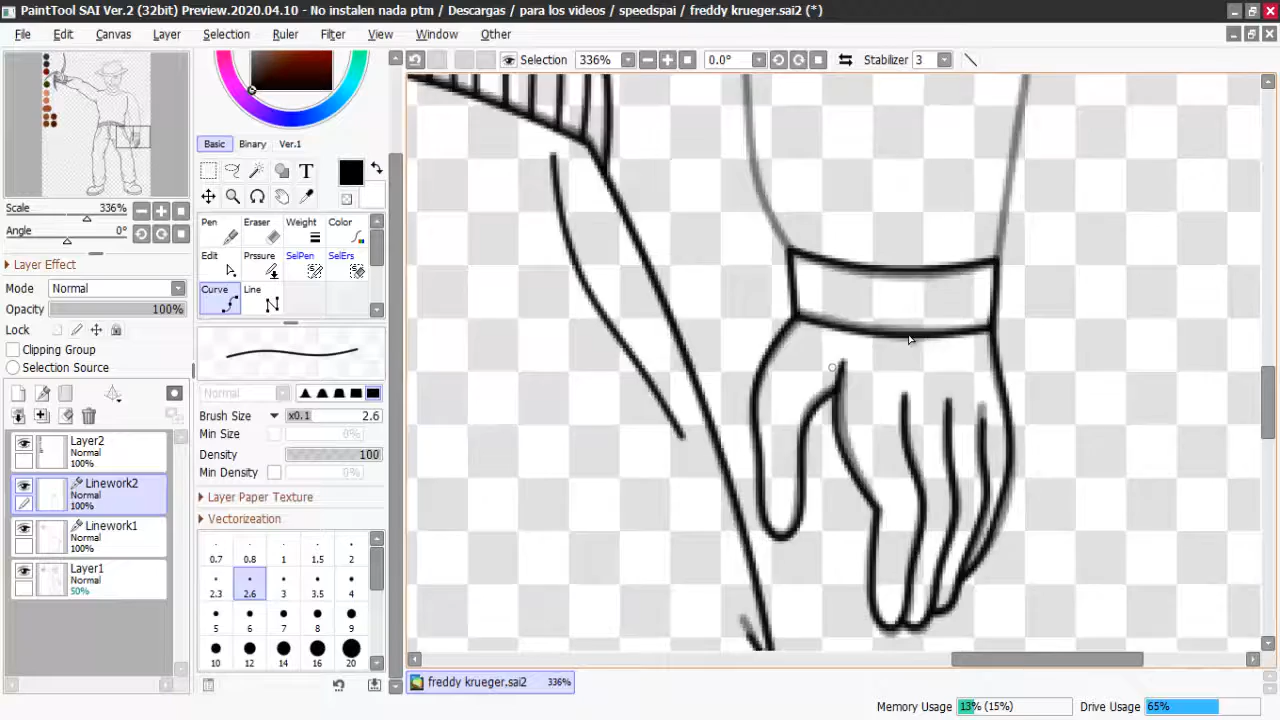 PaintTool SAI Ver.2 (32bit) Preview.2020.04.10 - No instalen nada ptm / Descargas / para los videos / speedspai / freddy krueger.sai2 (*)
File Edit Canvas Layer Selection Ruler Filter View Window Other
Selection 336% 0.0° Stabilizer 3
Basic Binary Ver.1
T
Scale 336%
Angle 0°
Layer Effect
Mode Normal
Opacity 100%
Lock
Clipping Group
Selection Source
Layer2
Normal
100%
Linework2
Normal
100%
Linework1
Normal
100%
Layer1
Normal
50%
Pen Eraser Weight Color
Edit Prssure SelPen SelErs
Curve Line
Normal
Brush Size x0.1 2.6
Min Size 0%
Density 100
Min Density 0%
Layer Paper Texture
Vectorizeation
0.7 0.8 1 1.5 2
2.3 2.6 3 3.5 4
5 6 7 8 9
10 12 14 16 20
freddy krueger.sai2 336%
Memory Usage 13% (15%) Drive Usage 65%